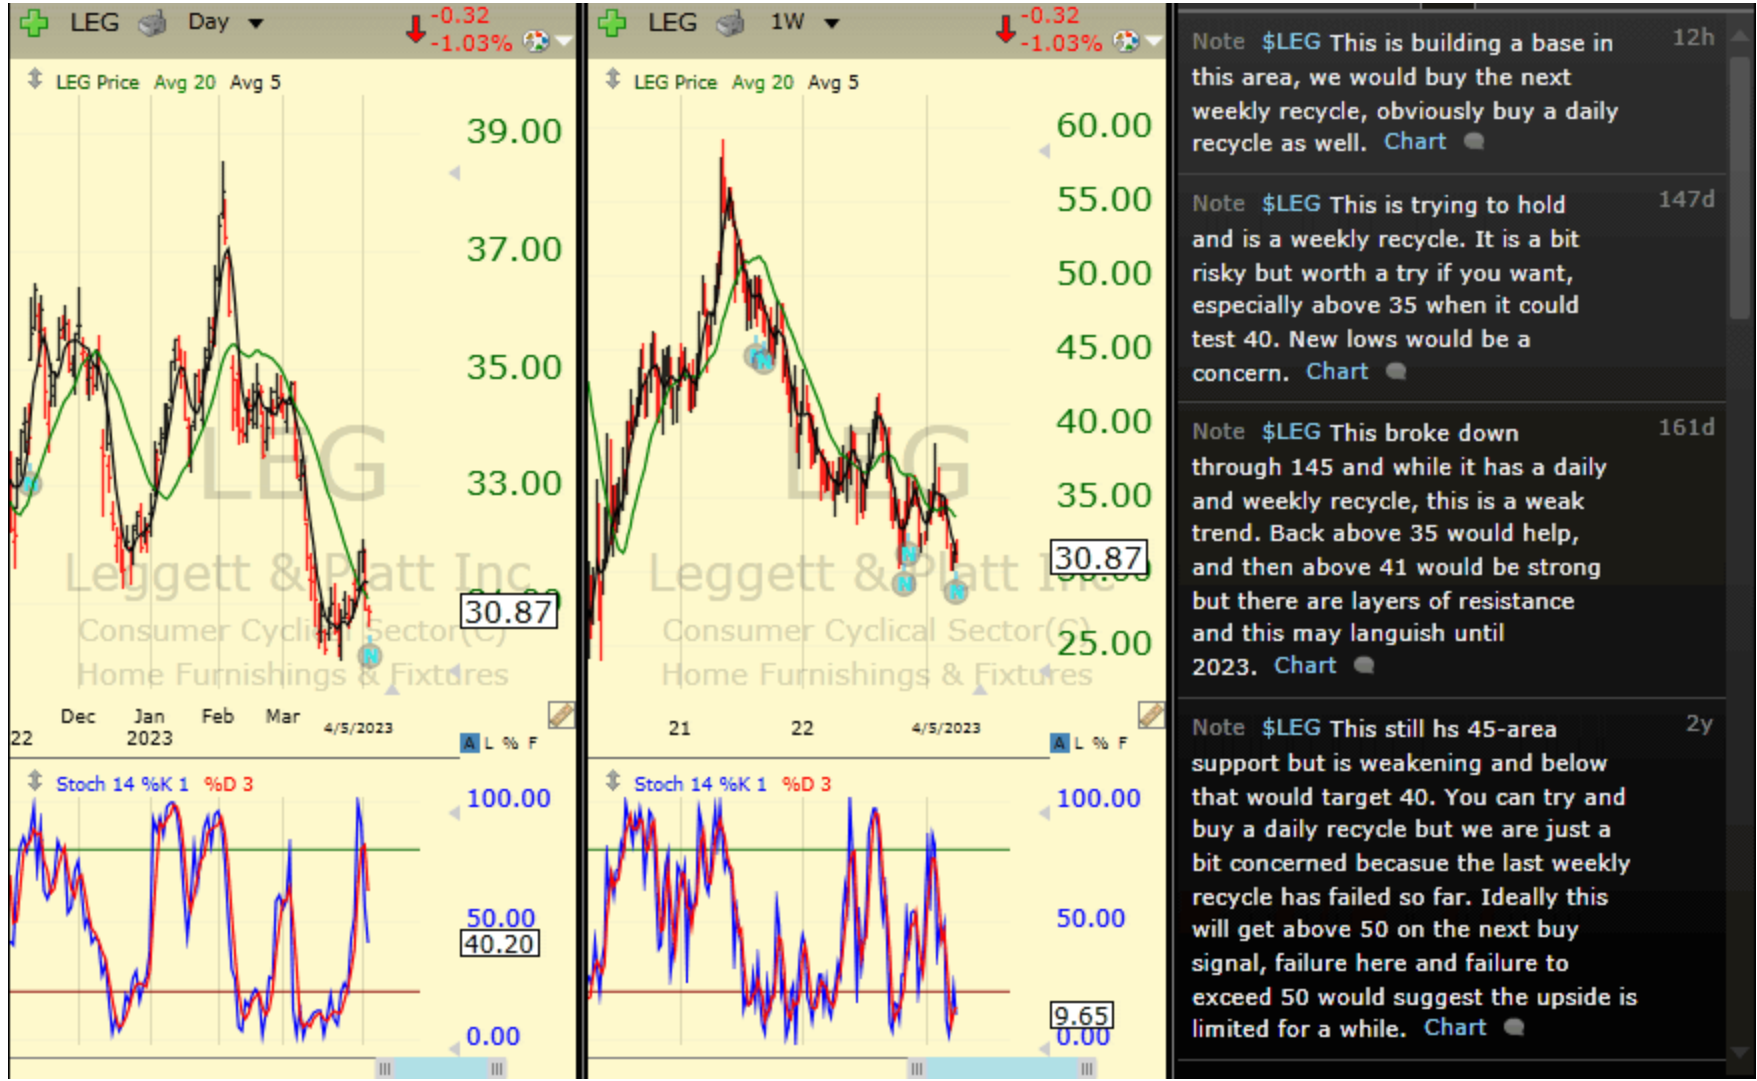 LEG Day
-0.32
-1.03%
LEG Price Avg 20 Avg 5
39.00
37.00
35.00
33.00
30.87
LEG
Leggett & Platt Inc
Consumer Cyclical Sector(C)
Home Furnishings & Fixtures
N
N
Dec Jan Feb Mar 4/5/2023
22 2023
A L % F
Stoch 14 %K 1 %D 3
100.00
50.00
40.20
0.00
LEG 1W
-0.32
-1.03%
LEG Price Avg 20 Avg 5
60.00
55.00
50.00
45.00
40.00
35.00
30.87
25.00
LEG
Leggett & Platt Inc
Consumer Cyclical Sector(C)
Home Furnishings & Fixtures
N
N
N
N
21 22 4/5/2023
A L % F
Stoch 14 %K 1 %D 3
100.00
50.00
9.65
0.00
Note $LEG This is building a base in 12h
this area, we would buy the next
weekly recycle, obviously buy a daily
recycle as well. Chart
Note $LEG This is trying to hold 147d
and is a weekly recycle. It is a bit
risky but worth a try if you want,
especially above 35 when it could
test 40. New lows would be a
concern. Chart
Note $LEG This broke down 161d
through 145 and while it has a daily
and weekly recycle, this is a weak
trend. Back above 35 would help,
and then above 41 would be strong
but there are layers of resistance
and this may languish until
2023. Chart
Note $LEG This still hs 45-area 2y
support but is weakening and below
that would target 40. You can try and
buy a daily recycle but we are just a
bit concerned becasue the last weekly
recycle has failed so far. Ideally this
will get above 50 on the next buy
signal, failure here and failure to
exceed 50 would suggest the upside is
limited for a while. Chart